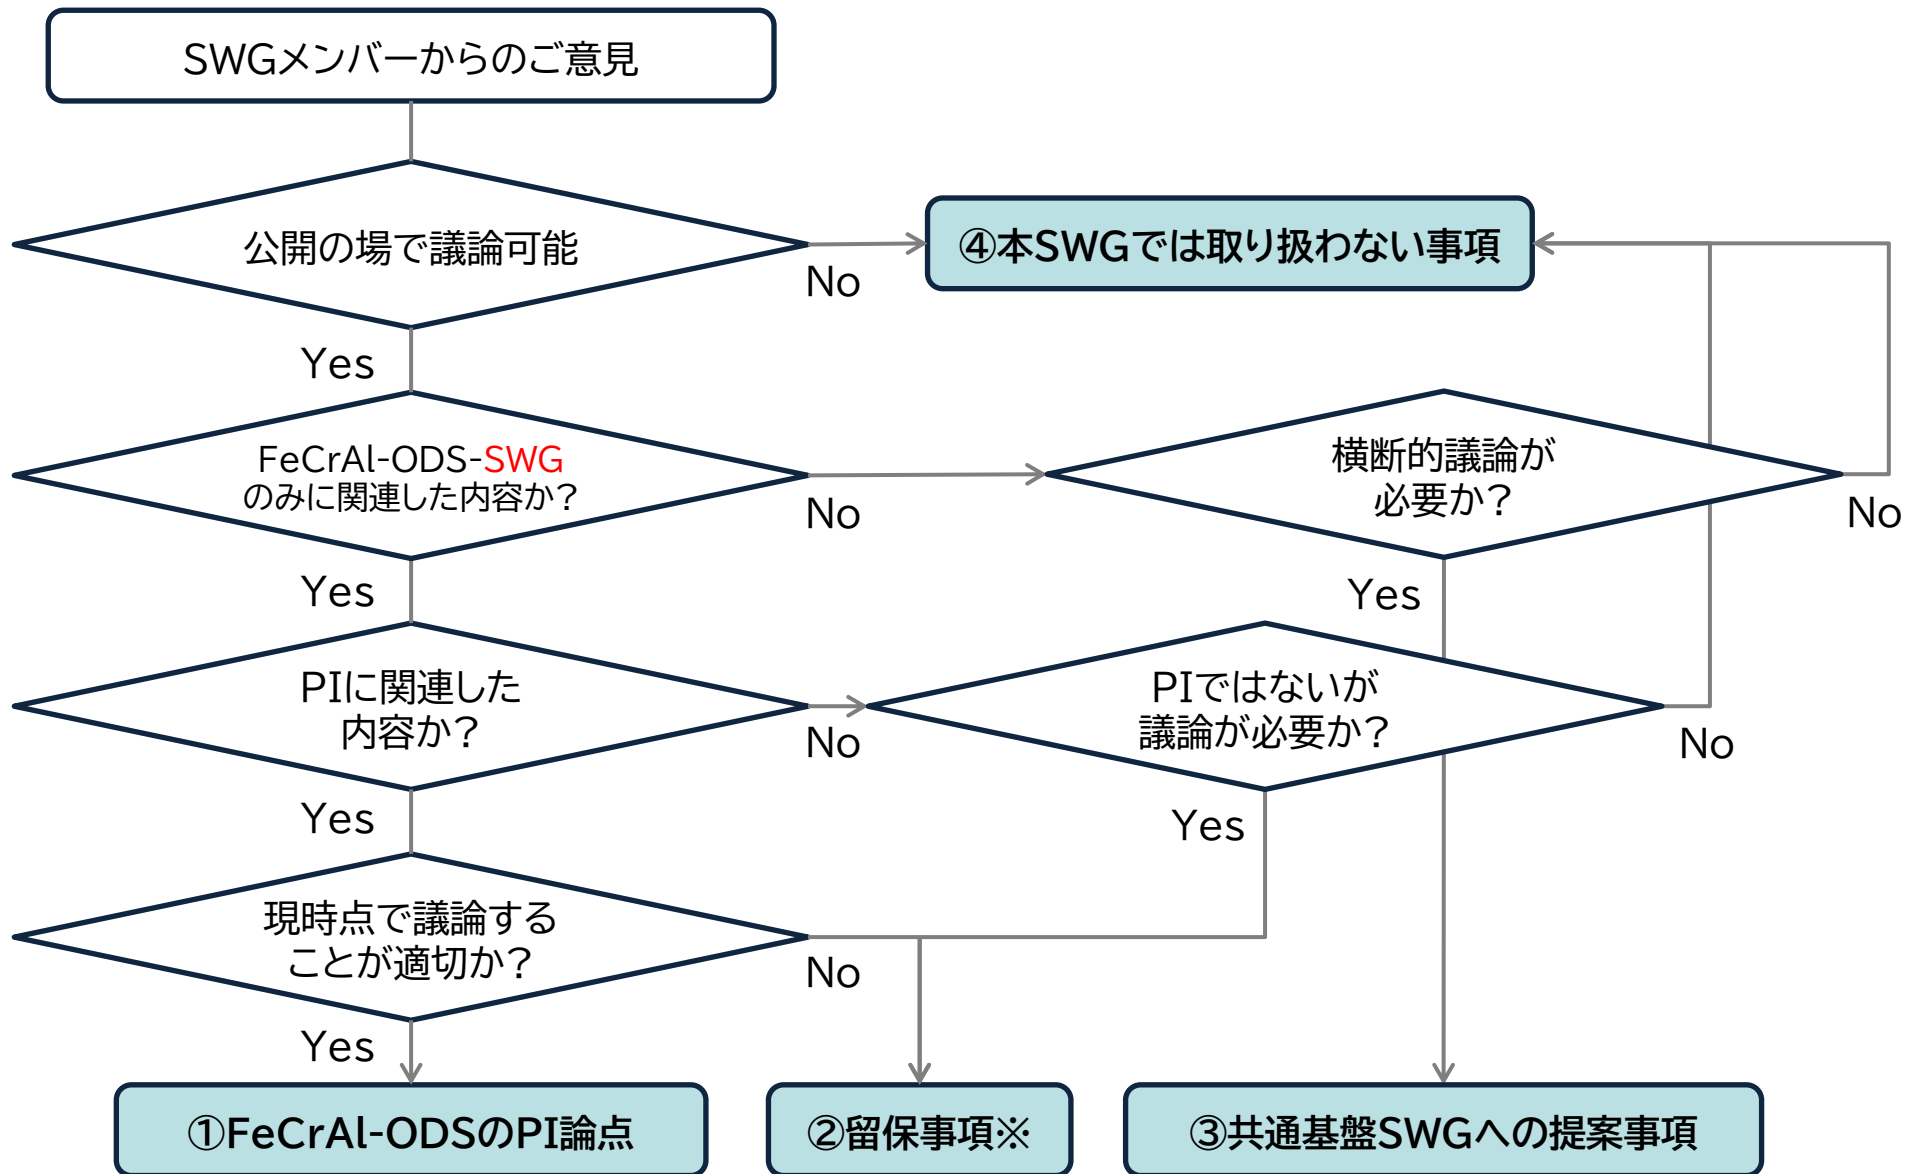 SWGメンバーからのご意見
公開の場で議論可能
No
④本SWGでは取り扱わない事項
Yes
FeCrAl-ODS-SWG
のみに関連した内容か？
No
横断的議論が
必要か？
No
Yes
Yes
PIに関連した
内容か？
No
PIではないが
議論が必要か？
No
Yes
Yes
現時点で議論する
ことが適切か？
No
Yes
①FeCrAl-ODSのPI論点
②留保事項※
③共通基盤SWGへの提案事項